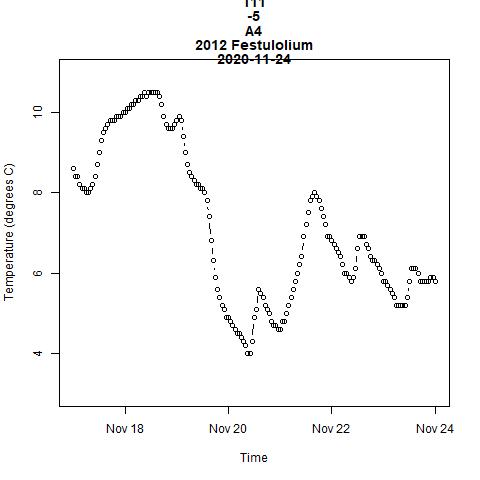 111
-5
A4
2012 Festulolium
2020-11-24
10
8
6
4
Temperature (degrees C)
Nov 18
Nov 20
Nov 22
Nov 24
Time